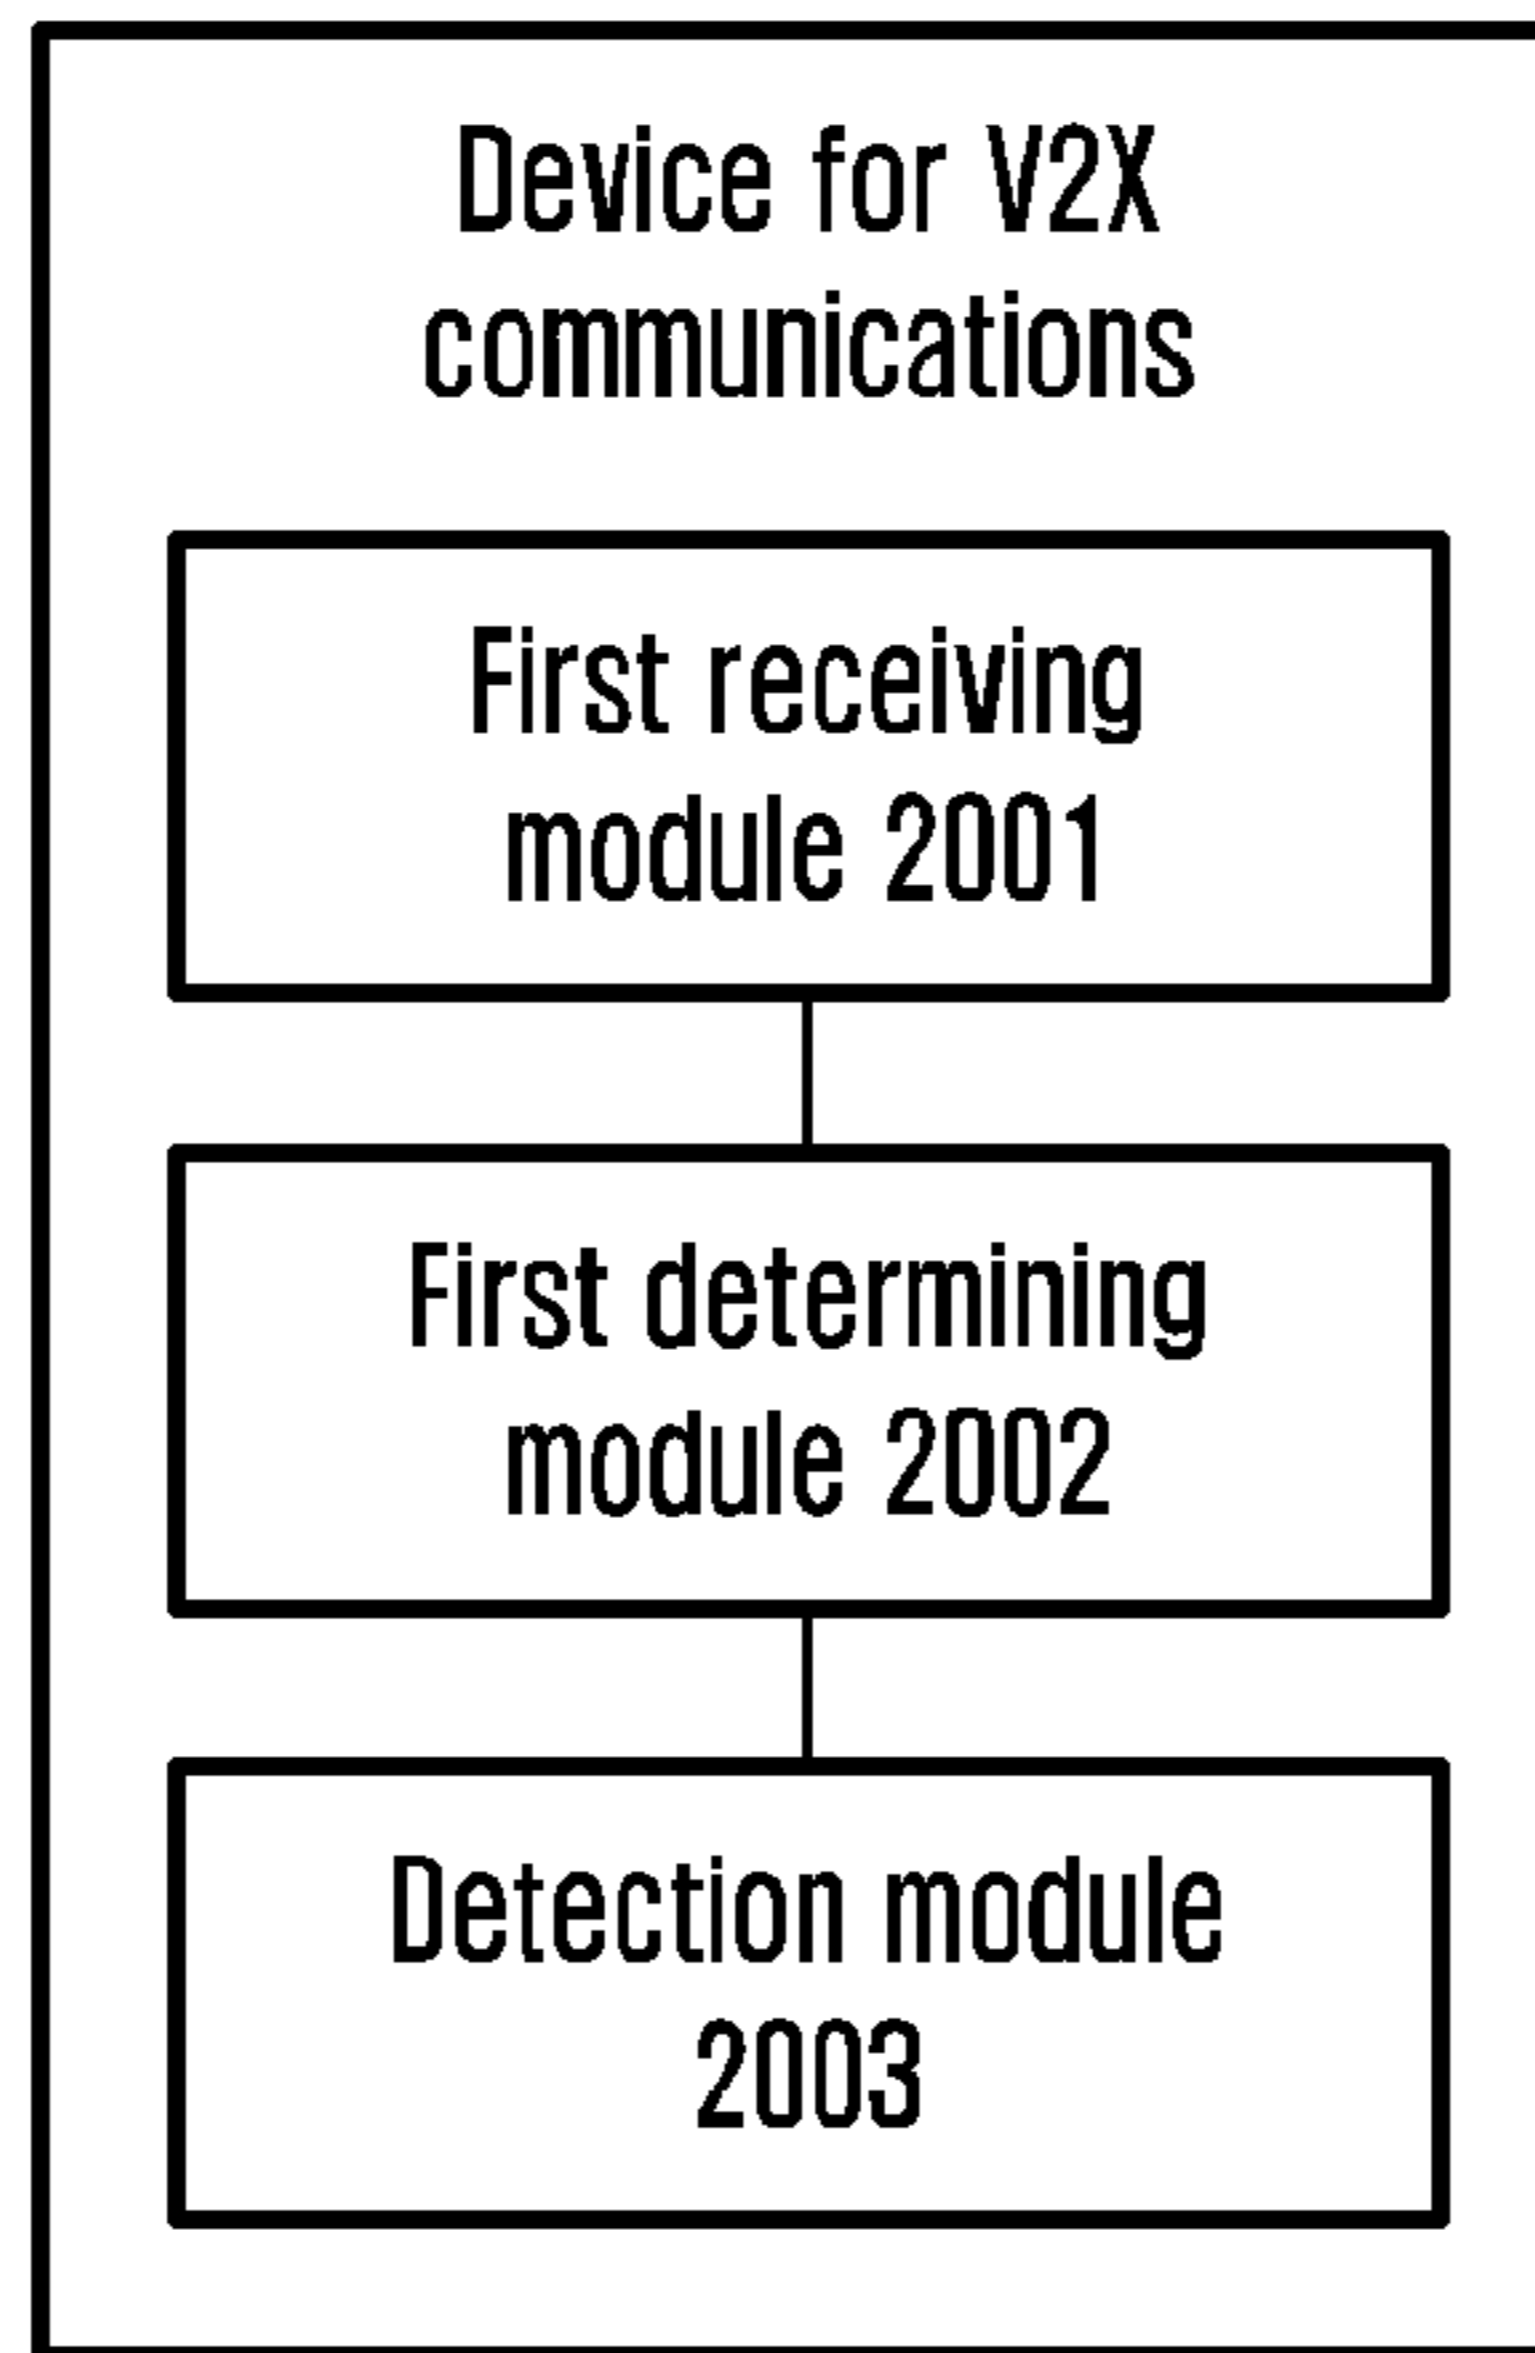 Device for V2X
communications
First receiving
module 2001
First determining
module 2002
Detection module
2003